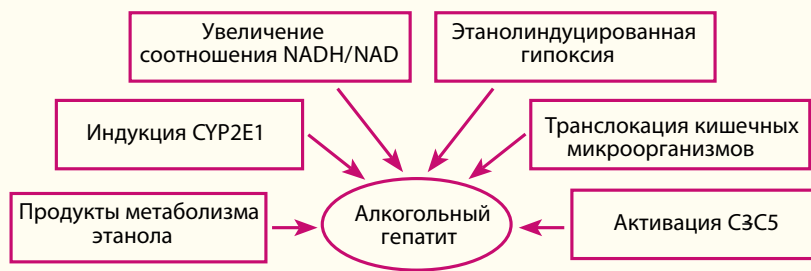 Увеличение
соотношения NADH/NAD
Этанолиндуцированная
гипоксия
Индукция CYP2E1
Транслокация кишечных
микроорганизмов
Продукты метаболизма
этанола
Алкогольный
гепатит
Активация C3C5